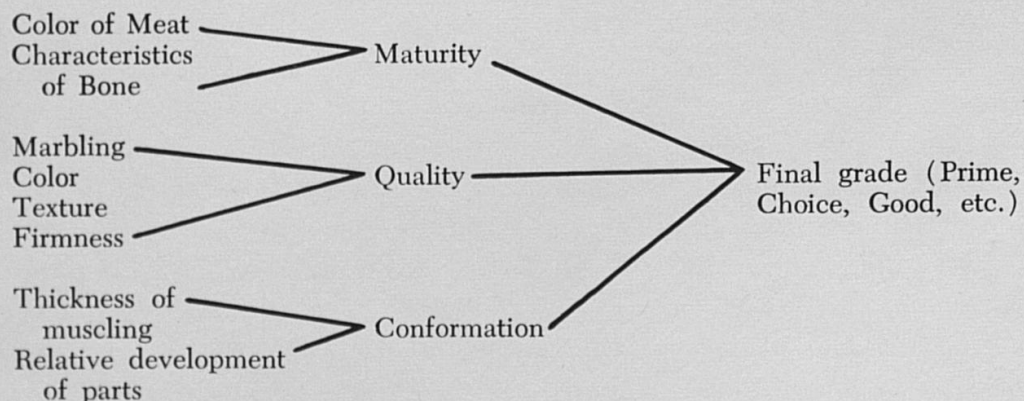 Color of Meat
Characteristics
of Bone
Maturity
Marbling
Color
Texture
Firmness
Quality
Thickness of
muscling
Relative development
of parts
Conformation
Final grade (Prime,
Choice, Good, etc.)